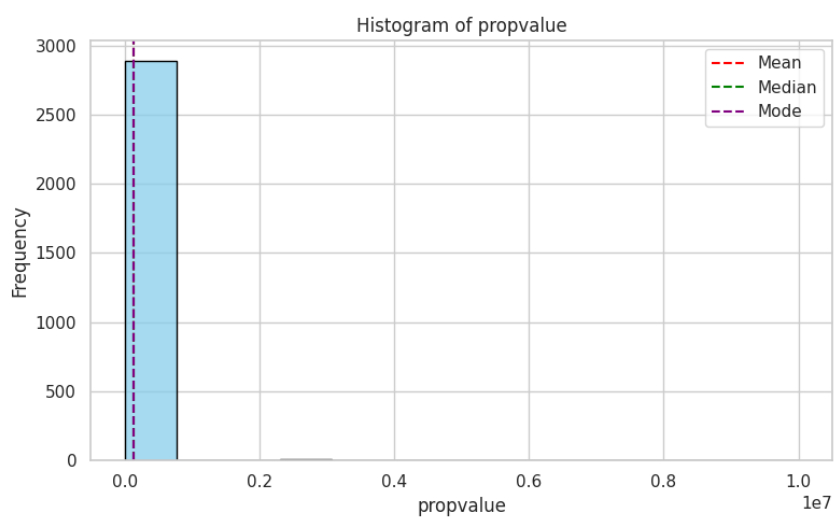 Histogram of propvalue
Mean
Median
Mode
3000
2500
2000
1500
1000
500
0
Frequency
0.0 0.2 0.4 0.6 0.8 1.0
1e7
propvalue